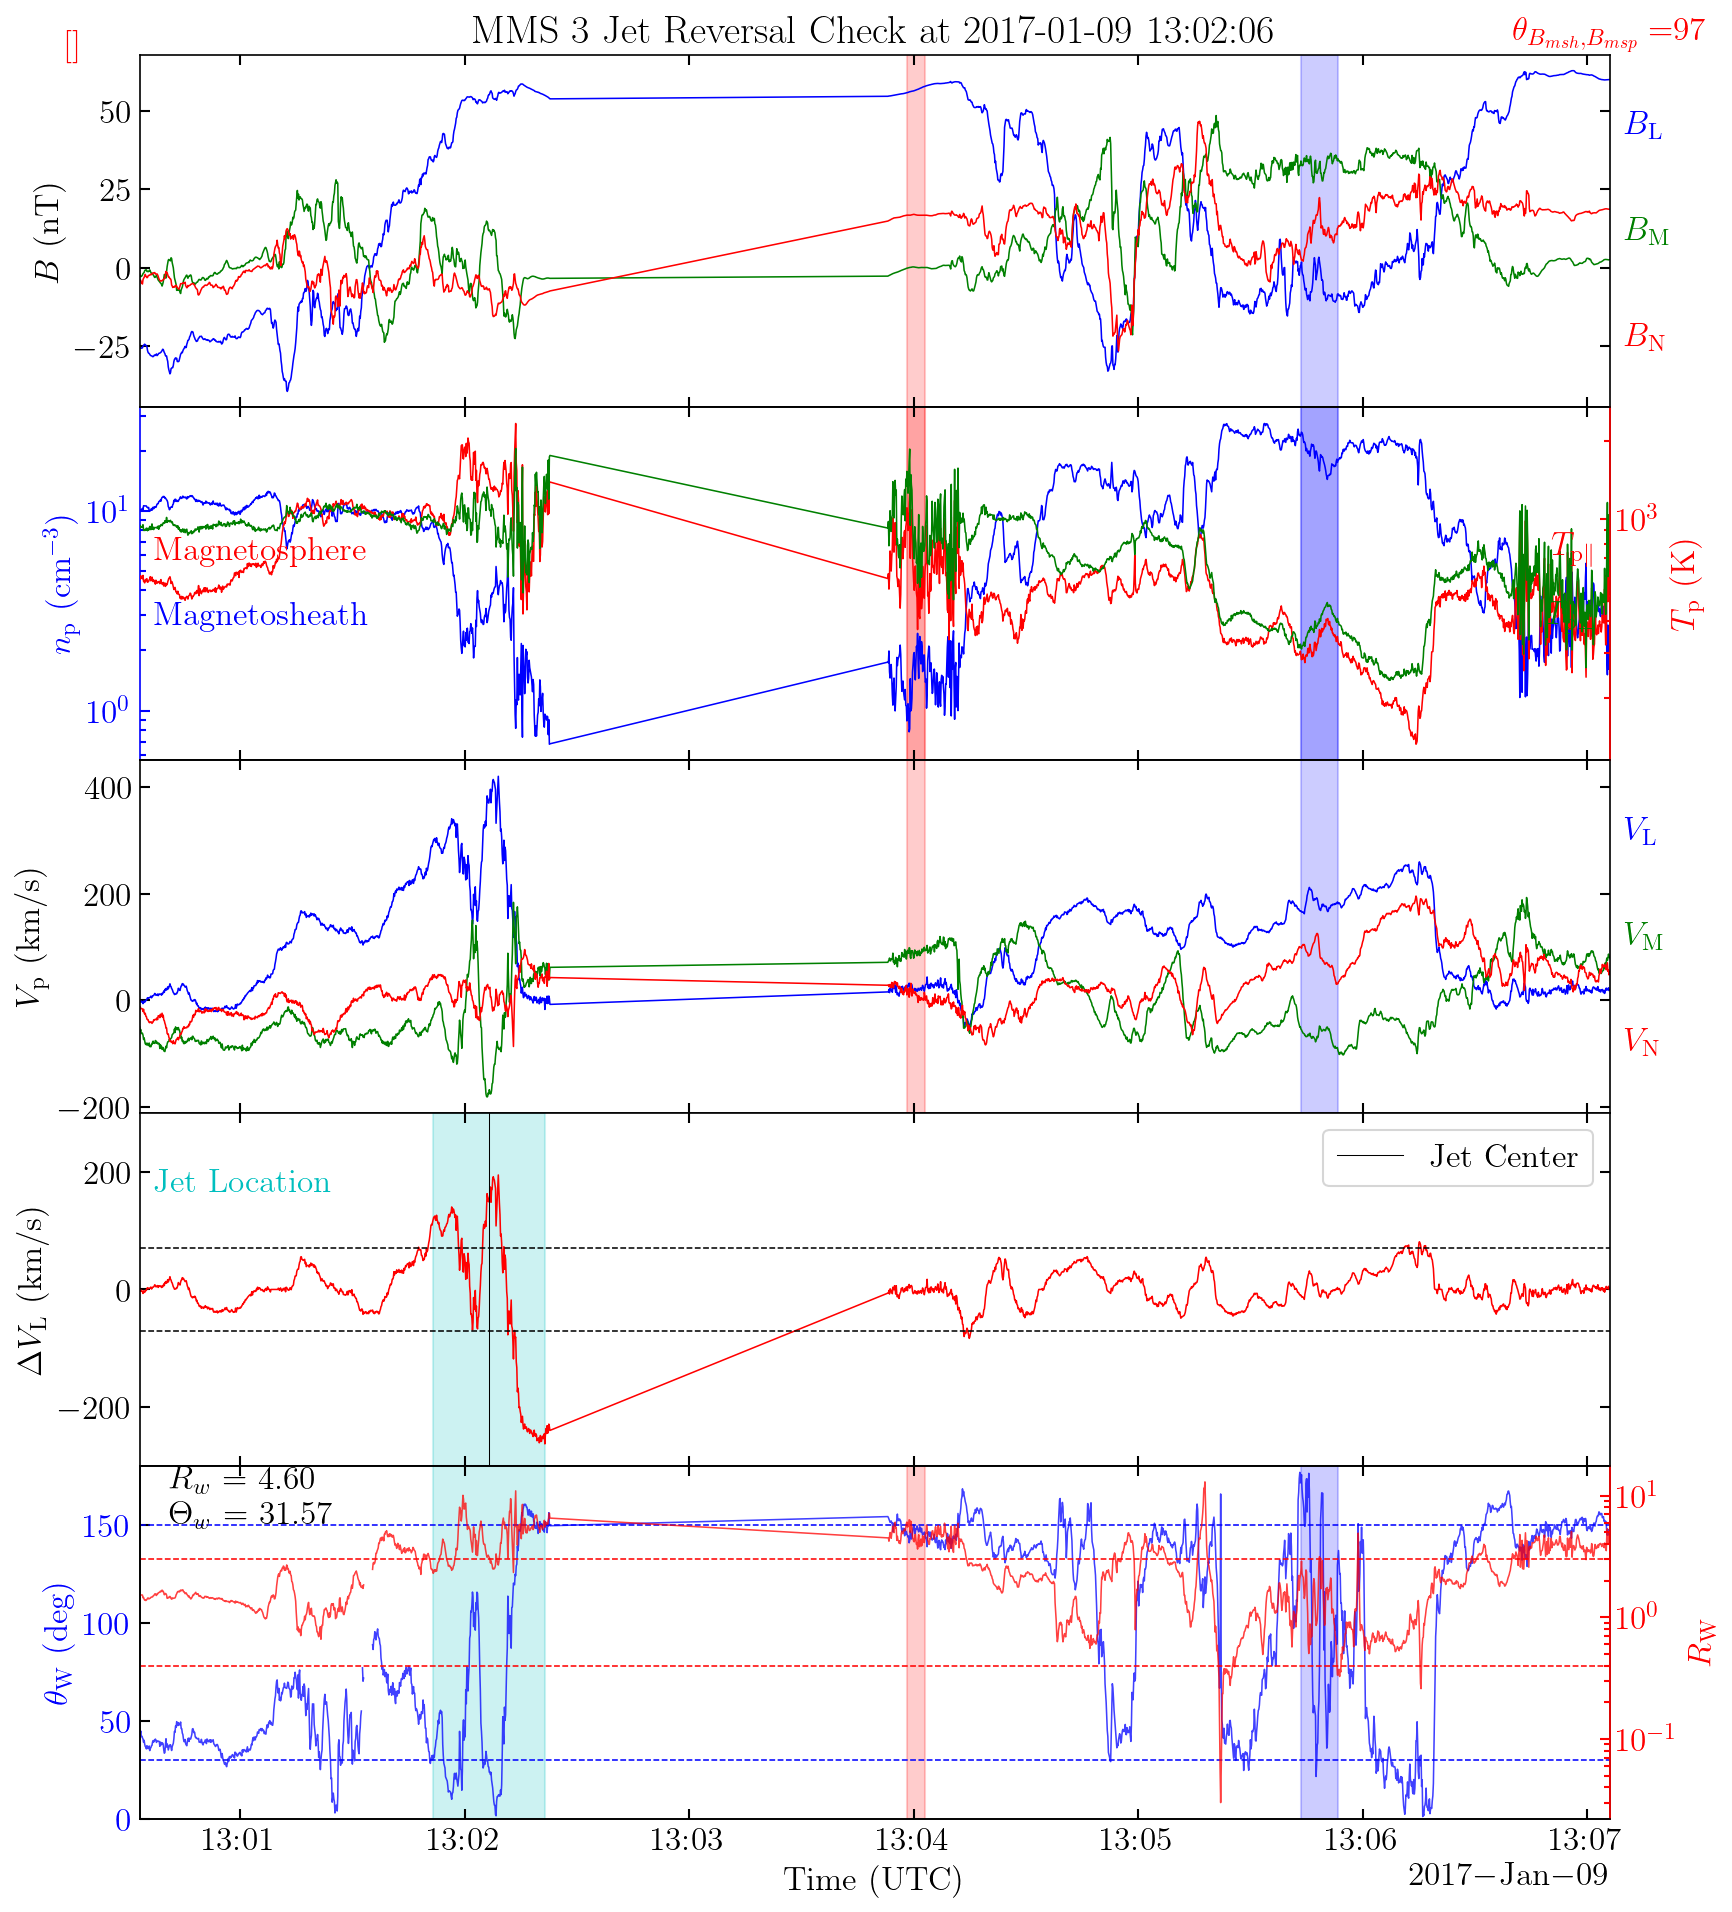 MMS 3 Jet Reversal Check at 2017-01-09 13:02:06
[]
θ_{B_{msh},B_{msp}} =97
B (nT)
50
25
0
−25
B_L
B_M
B_N
n_p (cm^{−3})
10^1
10^0
Magnetosphere
Magnetosheath
T_{p∥}
10^3
T_p (K)
V_p (km/s)
400
200
0
−200
V_L
V_M
V_N
ΔV_L (km/s)
200
0
−200
Jet Location
Jet Center
R_w = 4.60
Θ_w = 31.57
θ_W (deg)
150
100
50
0
10^1
10^0
10^{−1}
R_W
13:01 13:02 13:03 13:04 13:05 13:06 13:07
Time (UTC)
2017−Jan−09